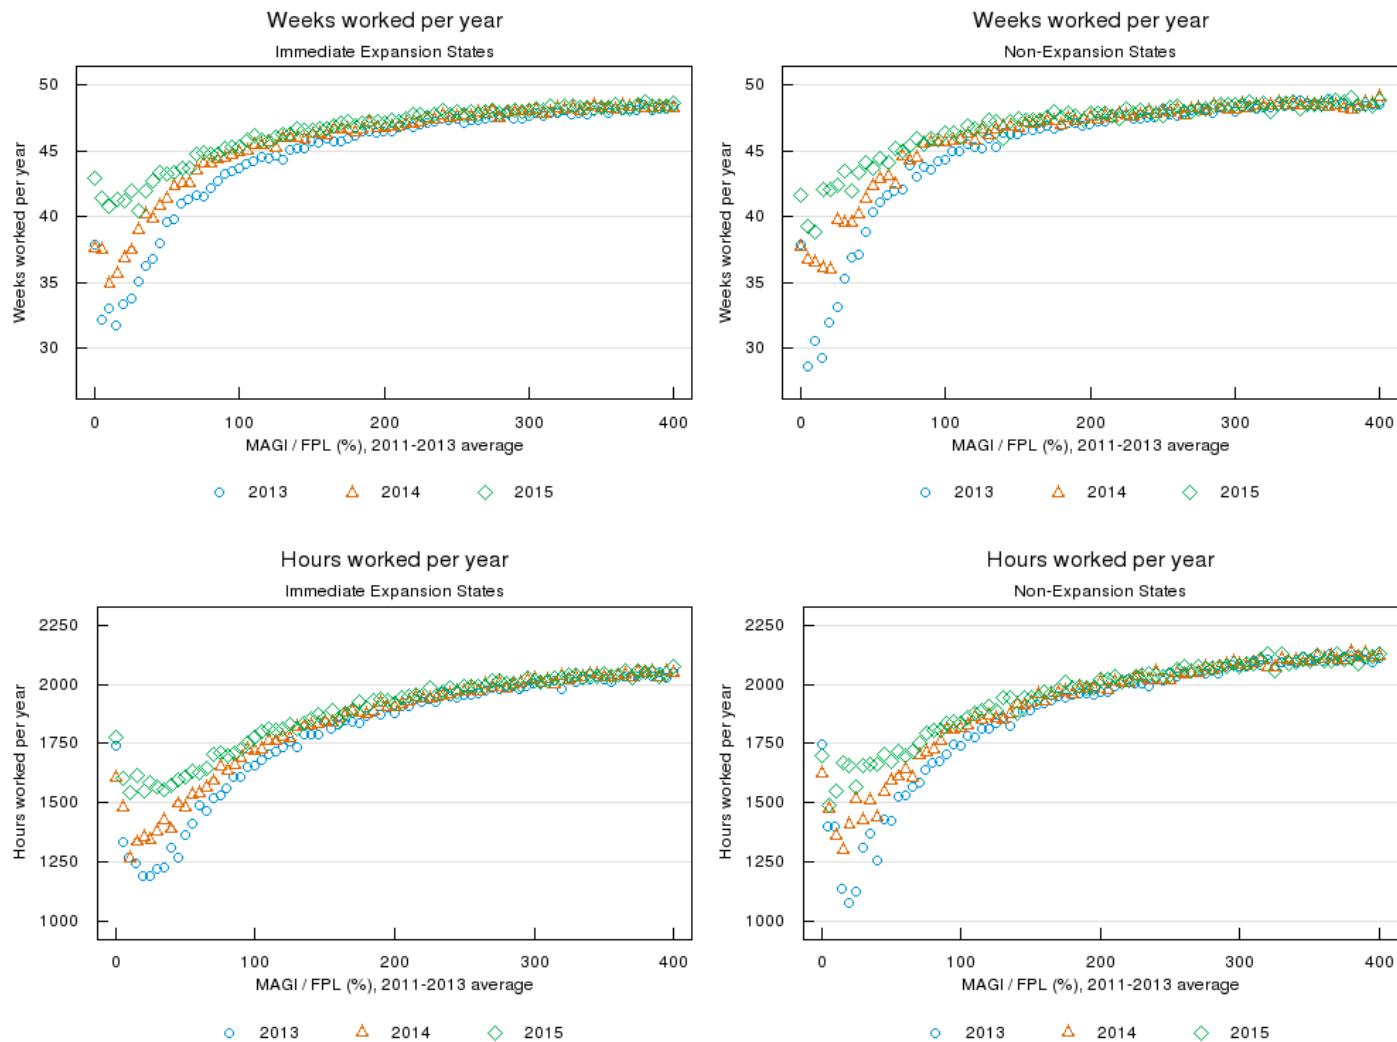 Weeks worked per year
Immediate Expansion States
Weeks worked per year
50
45
40
35
30
0 100 200 300 400
MAGI / FPL (%), 2011-2013 average
2013 2014 2015
Weeks worked per year
Non-Expansion States
Weeks worked per year
50
45
40
35
30
0 100 200 300 400
MAGI / FPL (%), 2011-2013 average
2013 2014 2015
Hours worked per year
Immediate Expansion States
Hours worked per year
2250
2000
1750
1500
1250
1000
0 100 200 300 400
MAGI / FPL (%), 2011-2013 average
2013 2014 2015
Hours worked per year
Non-Expansion States
Hours worked per year
2250
2000
1750
1500
1250
1000
0 100 200 300 400
MAGI / FPL (%), 2011-2013 average
2013 2014 2015